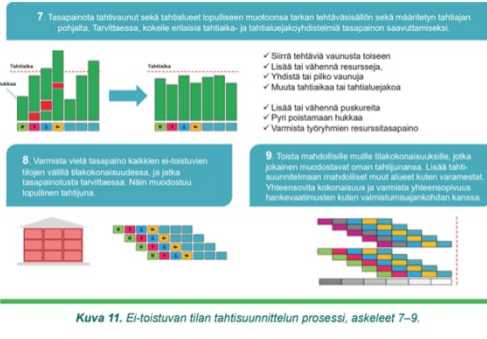 7. Tasapainota tahtivaunut sekä tahtialueet lopulliseen muotoonsa tarkan tehtäväsisällön sekä määritetyn tahtiajan
pohjalta. Tarvittaessa, kokeile erilaisia tahtiaika- ja tahtialuejakoyhdistelmiä tasapainon saavuttamiseksi.
Tahtiaika
Hukkaa
Tahtiaika
✓ Siirrä tehtäviä vaunusta toiseen
✓ Lisää tai vähennä resursseja,
✓ Yhdistä tai pilko vaunuja
✓ Muuta tahtiaikaa tai tahtialuejakoa
✓ Lisää tai vähennä puskureita
✓ Pyri poistamaan hukkaa
✓ Varmista työryhmien resurssitasapaino
8. Varmista vielä tasapaino kaikkien ei-toistuvien
tilojen välillä tilakokonaisuudessa, ja jatka
tasapainotusta tarvittaessa. Näin muodostuu
lopullinen tahtijuna.
9. Toista mahdollisille muille tilakokonaisuuksille, jotka
jokainen muodostavat oman tahtijunansa. Lisää tahti-
suunnitelmaan mahdolliset muut alueet kuten varamestat.
Yhteensovita kokonaisuus ja varmista yhteensopivuus
hankevaatimusten kuten valmistumisajankohdan kanssa.
Kuva 11. Ei-toistuvan tilan tahtisuunnittelun prosessi, askeleet 7–9.